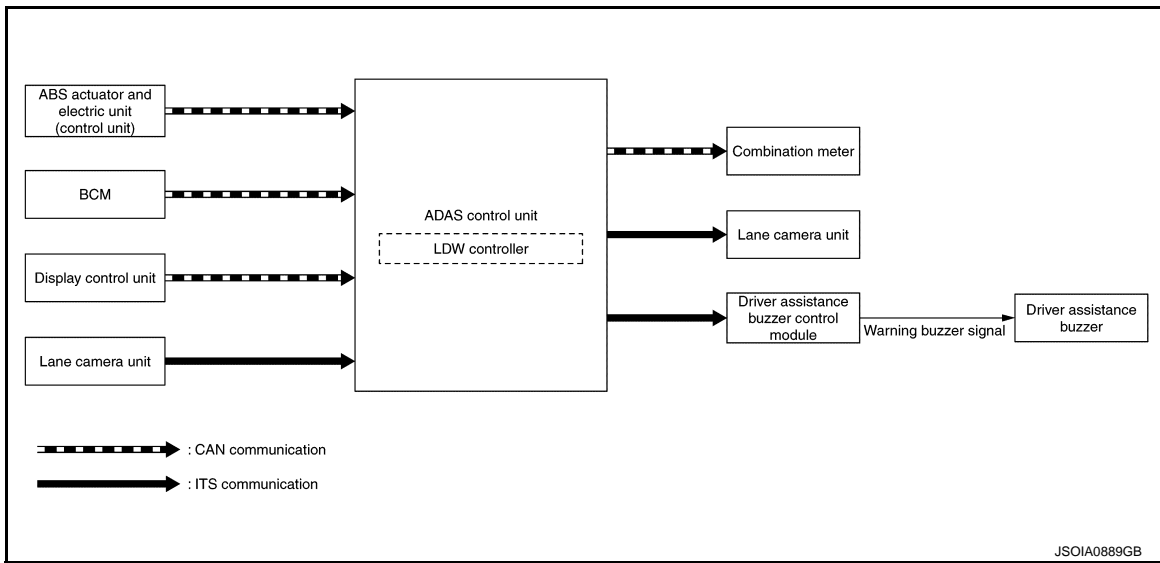 ABS actuator and
electric unit
(control unit)
BCM
Display control unit
Lane camera unit
ADAS control unit
LDW controller
Combination meter
Lane camera unit
Driver assistance
buzzer control
module
Warning buzzer signal
Driver assistance
buzzer
: CAN communication
: ITS communication
JSOIA0889GB